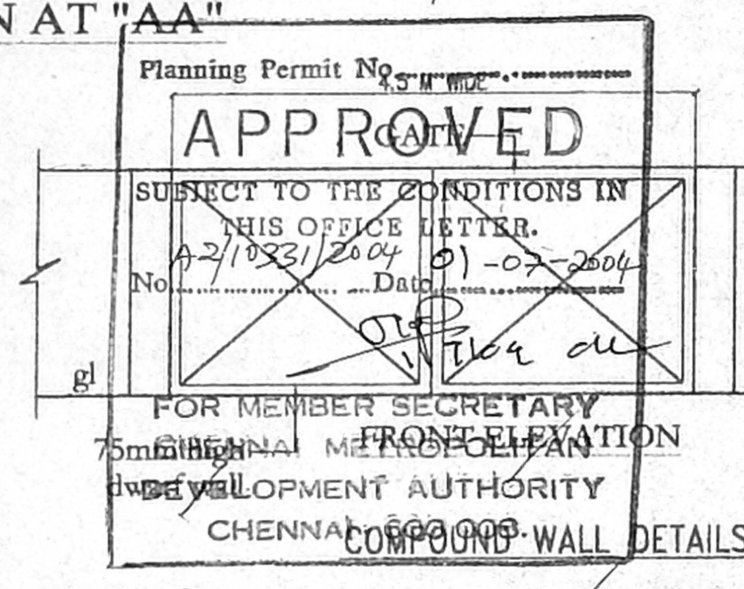 N AT "AA"
Planning Permit No
4.5 M WIDE
APPROVED
GATE
SUBJECT TO THE CONDITIONS IN
THIS OFFICE LETTER.
No A2/10331/2004 Date 01-07-2004
gl
FOR MEMBER SECRETARY
75mm high
FRONT ELEVATION
CHENNAI METROPOLITAN
dwarf wall
DEVELOPMENT AUTHORITY
CHENNAI 600 008.
COMPOUND WALL DETAILS